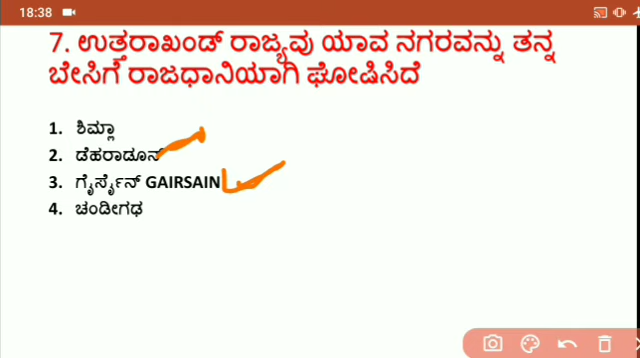 18:38
7. ಉತ್ತರಾಖಂಡ್ ರಾಜ್ಯವು ಯಾವ ನಗರವನ್ನು ತನ್ನ
ಬೇಸಿಗೆ ರಾಜಧಾನಿಯಾಗಿ ಘೋಷಿಸಿದೆ
1. ಶಿಮ್ಲಾ
2. ಡೆಹರಾಡೂನ್
3. ಗೈರ್ಸೈನ್ GAIRSAIN
4. ಚಂಡೀಗಢ